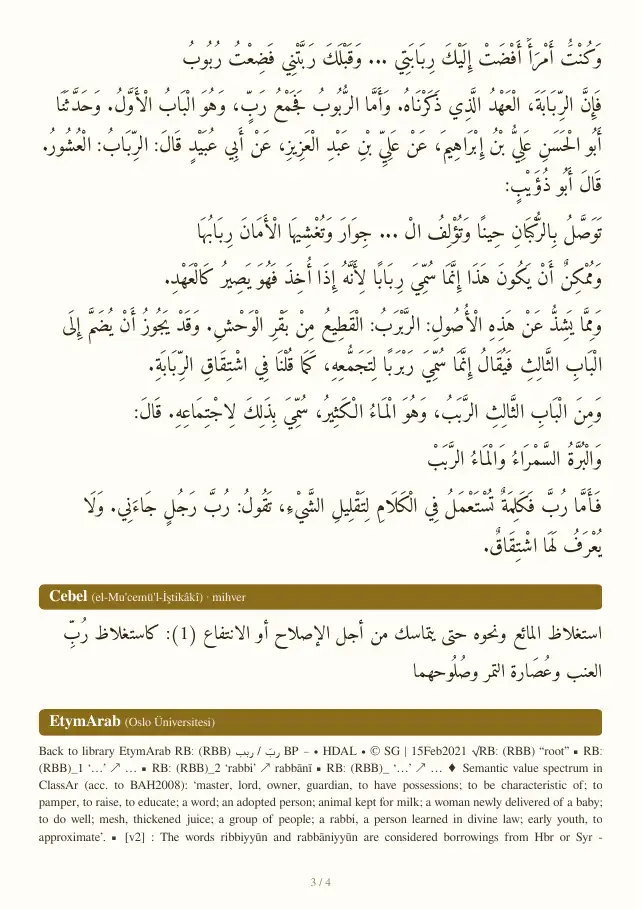 وَكُنْتُ أَمْرَأً أَفْضَتْ إِلَيْكَ رِبَابَتِي ... وَقَبْلَكَ رَبَّتْنِي فَضِعْتُ رُبُوبُ
فَإِنَّ الرِّبَابَةَ، الْعَهْدُ الَّذِي ذَكَرْنَاهُ. وَأَمَّا الرُّبُوبُ فَجَمْعُ رَبٍّ، وَهُوَ الْبَابُ الْأَوَّلُ. وَحَدَّثَنَا
أَبُو الْحَسَنِ عَلِيُّ بْنُ إِبْرَاهِيمَ، عَنْ عَلِيِّ بْنِ عَبْدِ الْعَزِيزِ، عَنْ أَبِي عُبَيْدٍ قَالَ: الرِّبَابُ: الْعُشُورُ.
قَالَ أَبُو ذُؤَيْبٍ:
تَوَصَّلُ بِالرُّكْبَانِ حِينًا وَتُؤْلِفُ الْ ... جِوَارَ وَتُغْشِيهَا الْأَمَانَ رِبَابُهَا
وَمُمْكِنٌ أَنْ يَكُونَ هَذَا إِنَّمَا سُمِّيَ رِبَابًا لِأَنَّهُ إِذَا أُخِذَ فَهُوَ يَصِيرُ كَالْعَهْدِ.
وَمِمَّا يَشِذُّ عَنْ هَذِهِ الْأُصُولِ: الرَّبْرَبُ: الْقَطِيعُ مِنْ بَقْرِ الْوَحْشِ. وَقَدْ يَجُوزُ أَنْ يُضَمَّ إِلَى
الْبَابِ الثَّالِثِ فَيُقَالُ إِنَّمَا سُمِّيَ رَبْرَبًا لِتَجَمُّعِهِ، كَمَا قُلْنَا فِي اشْتِقَاقِ الرِّبَابَةِ.
وَمِنَ الْبَابِ الثَّالِثِ الرَّبَبُ، وَهُوَ الْمَاءُ الْكَثِيرُ، سُمِّيَ بِذَلِكَ لِاجْتِمَاعِهِ. قَالَ:
وَالْبُرَّةُ السَّمْرَاءُ وَالْمَاءُ الرَّبَبْ
فَأَمَّا رُبَّ فَكَلِمَةٌ تُسْتَعْمَلُ فِي الْكَلَامِ لِتَقْلِيلِ الشَّيْءِ، تَقُولُ: رُبَّ رَجُلٍ جَاءَنِي. وَلَا
يُعْرَفُ لَهَا اشْتِقَاقٌ.
Cebel (el-Mu'cemü'l-İştikâkî) · mihver
استغلاظ المائع ونحوه حتى يتماسك من أجل الإصلاح أو الانتفاع (1): كاستغلاظ رُبِّ
العنب وعُصَارة التمر وصُلُوحهما
EtymArab (Oslo Üniversitesi)
Back to library EtymArab RB: (RBB) ربّ / ربب BP – • HDAL • © SG | 15Feb2021 √RB: (RBB) “root” ▪ RB:
(RBB)_1 ‘…’ ↗ … ▪ RB: (RBB)_2 ‘rabbi’ ↗ rabbānī ▪ RB: (RBB)_ ‘…’ ↗ … ♦ Semantic value spectrum in
ClassAr (acc. to BAH2008): ‘master, lord, owner, guardian, to have possessions; to be characteristic of; to
pamper, to raise, to educate; a word; an adopted person; animal kept for milk; a woman newly delivered of a baby;
to do well; mesh, thickened juice; a group of people; a rabbi, a person learned in divine law; early youth, to
approximate’. ▪ [v2] : The words ribbiyyūn and rabbāniyyūn are considered borrowings from Hbr or Syr -
3 / 4